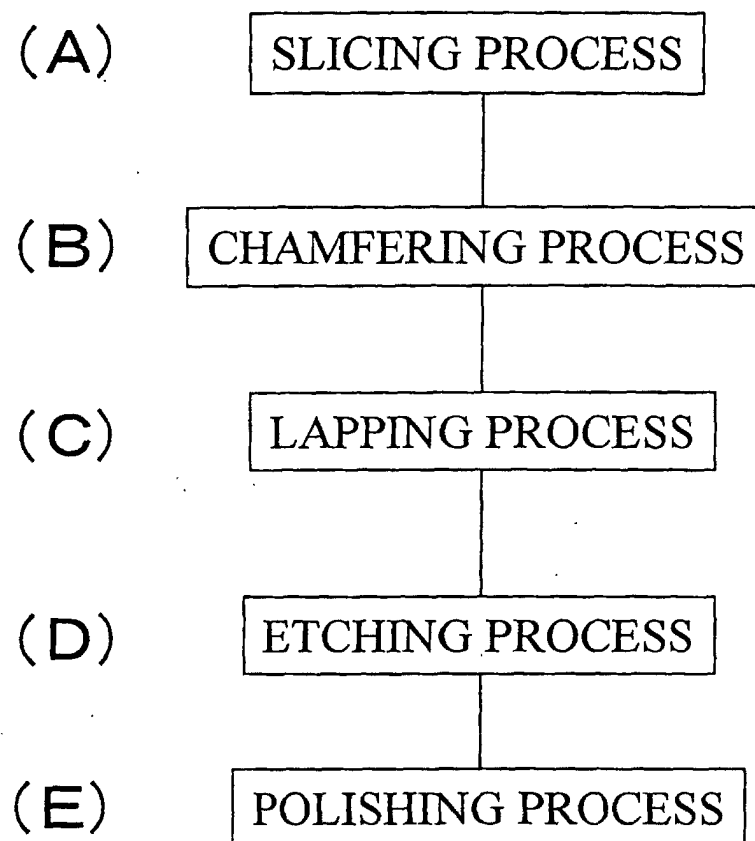 (A) SLICING PROCESS
(B) CHAMFERING PROCESS
(C) LAPPING PROCESS
(D) ETCHING PROCESS
(E) POLISHING PROCESS